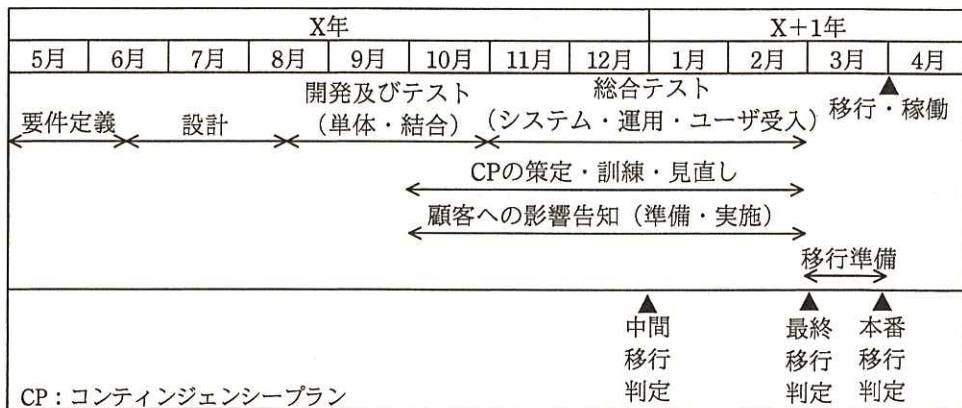 X年 X+1年
5月 6月 7月 8月 9月 10月 11月 12月 1月 2月 3月 4月
開発及びテスト 総合テスト
要件定義 設計 (単体・結合) (システム・運用・ユーザ受入) 移行・稼働
CPの策定・訓練・見直し
顧客への影響告知(準備・実施)
移行準備
中間 最終 本番
移行 移行 移行
判定 判定 判定
CP:コンティンジェンシープラン